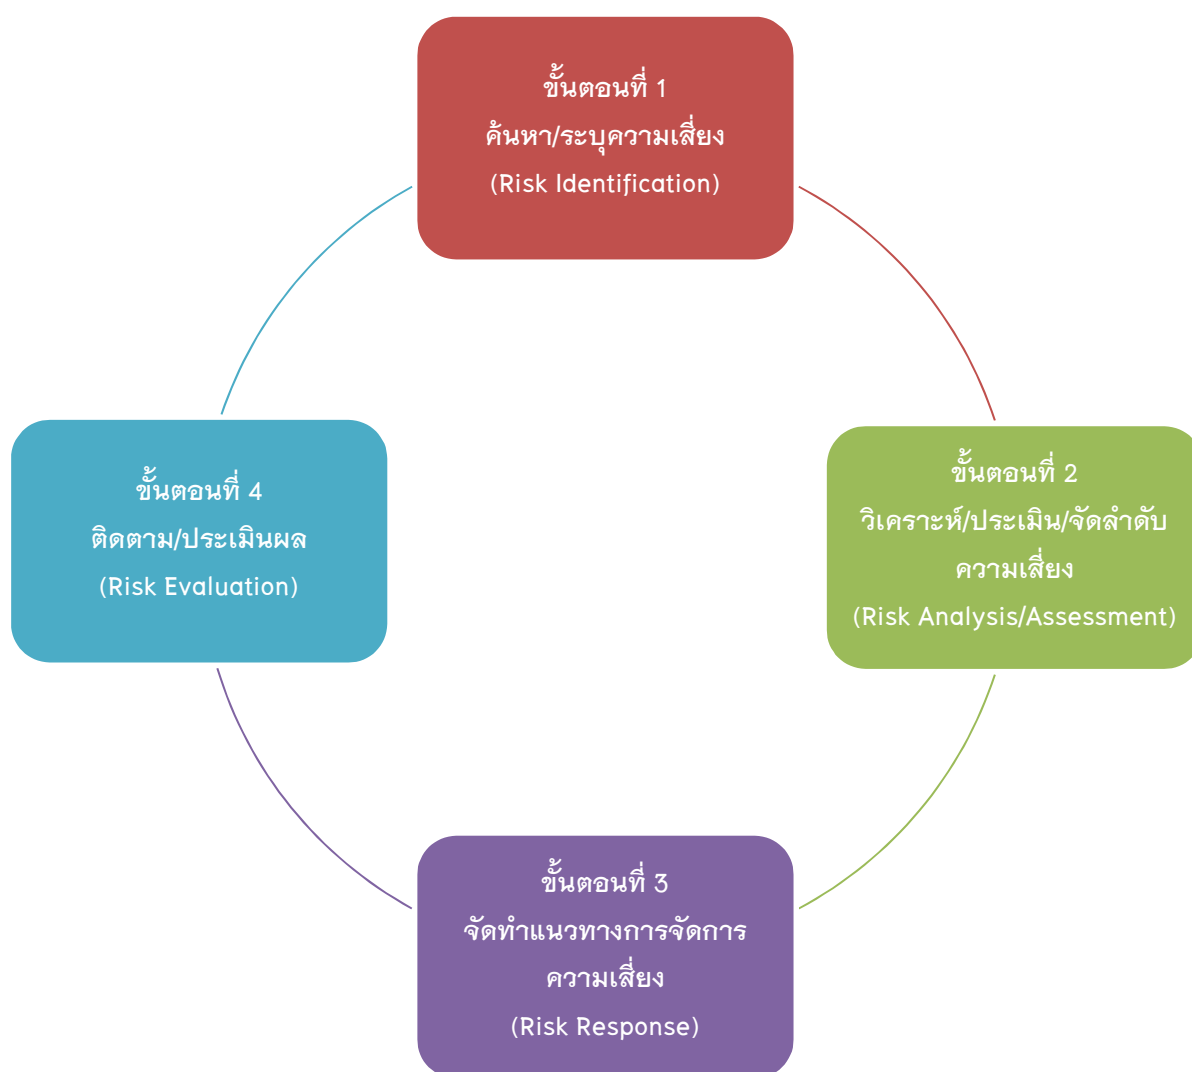 ขั้นตอนที่ 1
ค้นหา/ระบุความเสี่ยง
(Risk Identification)
ขั้นตอนที่ 2
วิเคราะห์/ประเมิน/จัดลำดับ
ความเสี่ยง
(Risk Analysis/Assessment)
ขั้นตอนที่ 3
จัดทำแนวทางการจัดการ
ความเสี่ยง
(Risk Response)
ขั้นตอนที่ 4
ติดตาม/ประเมินผล
(Risk Evaluation)